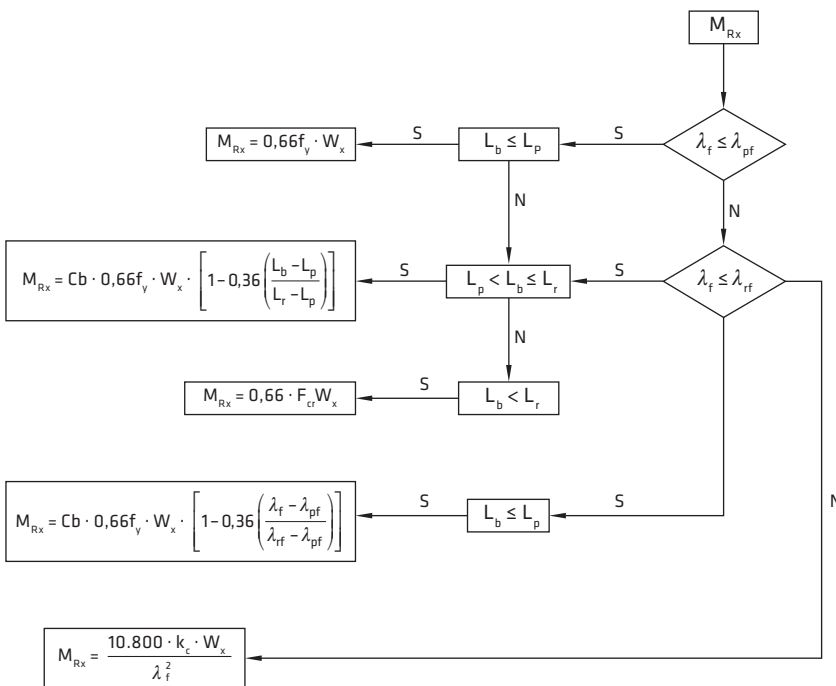 M_Rx
λ_f ≤ λ_pf
S
L_b ≤ L_P
S
M_Rx = 0,66f_y · W_x
N
N
λ_f ≤ λ_rf
S
L_p < L_b ≤ L_r
S
M_Rx = Cb · 0,66f_y · W_x · [1−0,36((L_b −L_p)/(L_r −L_p))]
N
L_b < L_r
S
M_Rx = 0,66 · F_cr W_x
N
S
L_b ≤ L_p
S
M_Rx = Cb · 0,66f_y · W_x · [1−0,36((λ_f − λ_pf)/(λ_rf − λ_pf))]
M_Rx = (10.800 · k_c · W_x)/(λ_f^2)